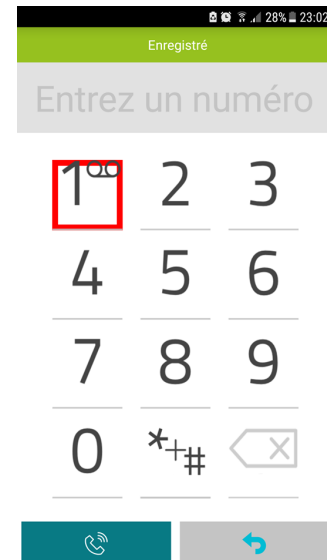 28% 23:02
Enregistré
Entrez un numéro
1 2 3
4 5 6
7 8 9
0 *+#